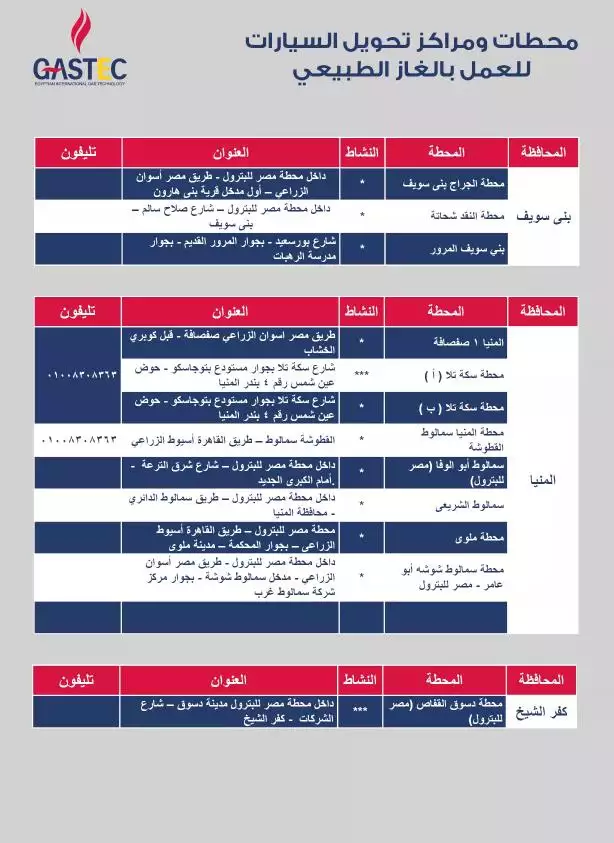 GASTEC
EGYPTIAN INTERNATIONAL GAS TECHNOLOGY
محطات ومراكز تحويل السيارات
للعمل بالغاز الطبيعي
المحافظة المحطة النشاط العنوان تليفون
بنى سويف
محطة الجراج بنى سويف * داخل محطة مصر للبترول - طريق مصر أسوان
الزراعي – أول مدخل قرية بنى هارون
محطة النقد شحاتة * داخل محطة مصر للبترول – شارع صلاح سالم –
بنى سويف
بني سويف المرور * شارع بورسعيد - بجوار المرور القديم - بجوار
مدرسة الرهبات
المحافظة المحطة النشاط العنوان تليفون
المنيا
المنيا ١ صفصافة * طريق مصر اسوان الزراعي صفصافة - قبل كوبري
الخشاب
محطة سكة تلا ( أ ) *** شارع سكة تلا بجوار مستودع بتوجاسكو - حوض
عين شمس رقم ٤ بندر المنيا
٠١٠٠٨٣٠٨٣٦٣
محطة سكة تلا ( ب ) * شارع سكة تلا بجوار مستودع بتوجاسكو - حوض
عين شمس رقم ٤ بندر المنيا
محطة المنيا سمالوط
القطوشة
* القطوشة سمالوط – طريق القاهرة أسيوط الزراعي ٠١٠٠٨٣٠٨٣٦٣
سمالوط أبو الوفا (مصر
للبترول)
* داخل محطة مصر للبترول – شارع شرق الترعة -
أمام الكبرى الجديد.
سمالوط الشريعى * داخل محطة مصر للبترول – طريق سمالوط الدائري
- محافظة المنيا
محطة ملوى * محطة مصر للبترول – طريق القاهرة أسيوط
الزراعي – بجوار المحكمة – مدينة ملوى
محطة سمالوط شوشه أبو
عامر - مصر للبترول
* داخل محطة مصر للبترول - طريق مصر أسوان
الزراعي - مدخل سمالوط شوشة - بجوار مركز
شركة سمالوط غرب
المحافظة المحطة النشاط العنوان تليفون
كفر الشيخ
محطة دسوق القفاص (مصر
للبترول)
*** داخل محطة مصر للبترول مدينة دسوق – شارع
الشركات - كفر الشيخ